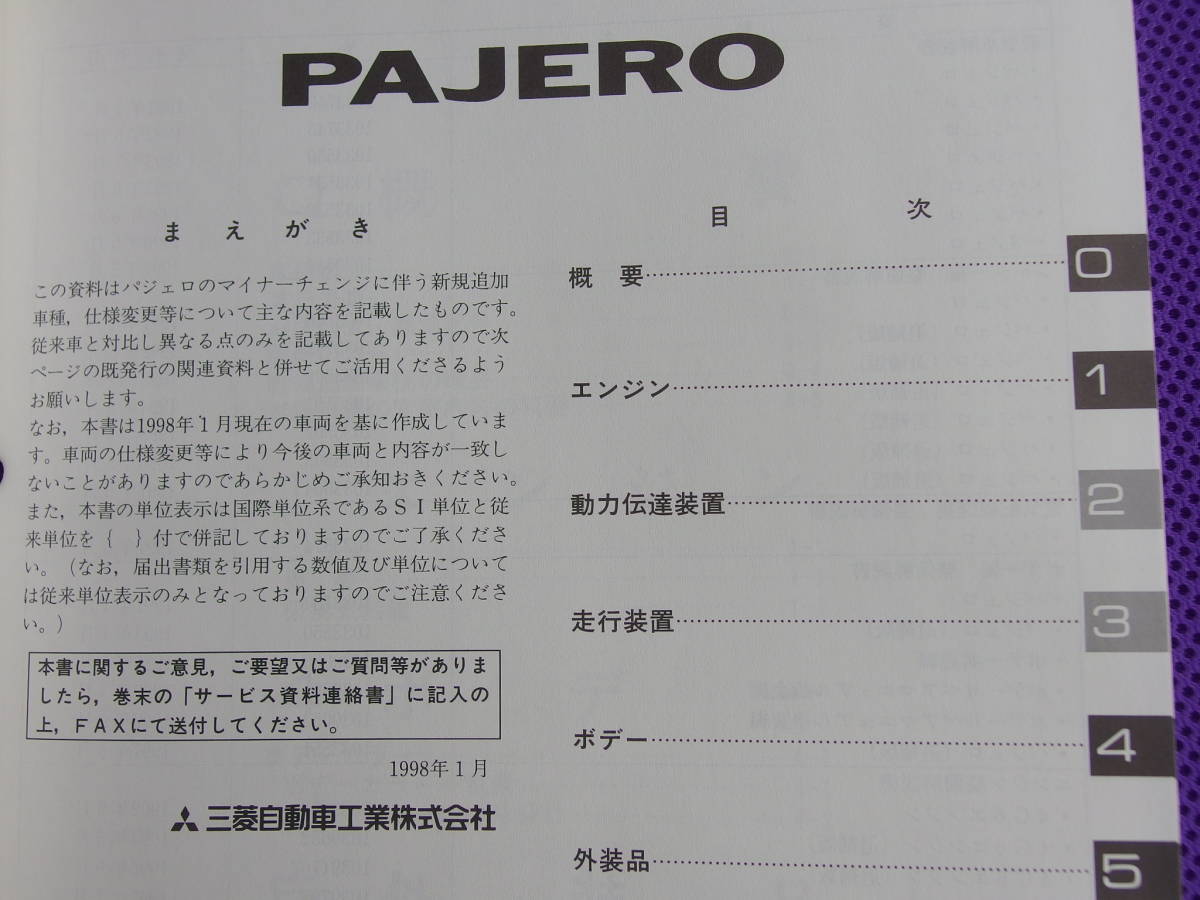 PAJERO
まえがき
この資料はパジェロのマイナーチェンジに伴う新規追加
車種，仕様変更等について主な内容を記載したものです。
従来車と対比し異なる点のみを記載してありますので次
ページの既発行の関連資料と併せてご活用くださるよう
お願いします。
なお，本書は1998年1月現在の車両を基に作成していま
す。車両の仕様変更等により今後の車両と内容が一致し
ないことがありますのであらかじめご承知おきください。
また，本書の単位表示は国際単位系であるＳＩ単位と従
来単位を｛　｝付で併記しておりますのでご了承くださ
い。（なお，届出書類を引用する数値及び単位について
は従来単位表示のみとなっておりますのでご注意くださ
い。）
本書に関するご意見，ご要望又はご質問等がありま
したら，巻末の「サービス資料連絡書」に記入の
上，ＦＡＸにて送付してください。
1998年1月
三菱自動車工業株式会社
目次
概要 0
エンジン 1
動力伝達装置 2
走行装置 3
ボデー 4
外装品 5